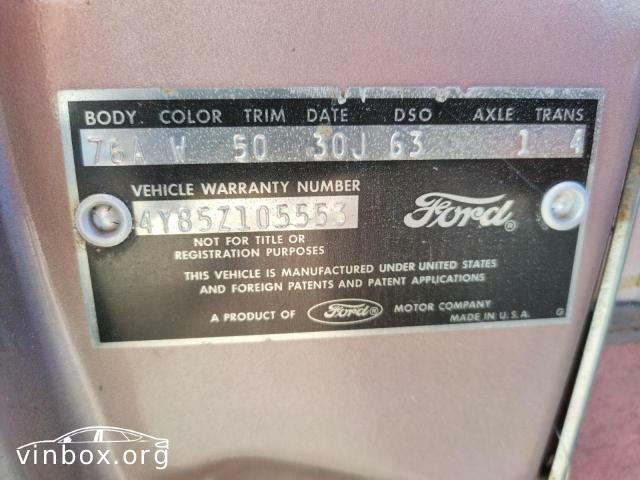 BODY COLOR TRIM DATE DSO AXLE TRANS
76A W 50 30J 63 1 4
VEHICLE WARRANTY NUMBER
4Y85Z105553
Ford®
NOT FOR TITLE OR
REGISTRATION PURPOSES
THIS VEHICLE IS MANUFACTURED UNDER UNITED STATES
AND FOREIGN PATENTS AND PATENT APPLICATIONS
A PRODUCT OF Ford® MOTOR COMPANY
MADE IN U.S.A. G
vinbox.org